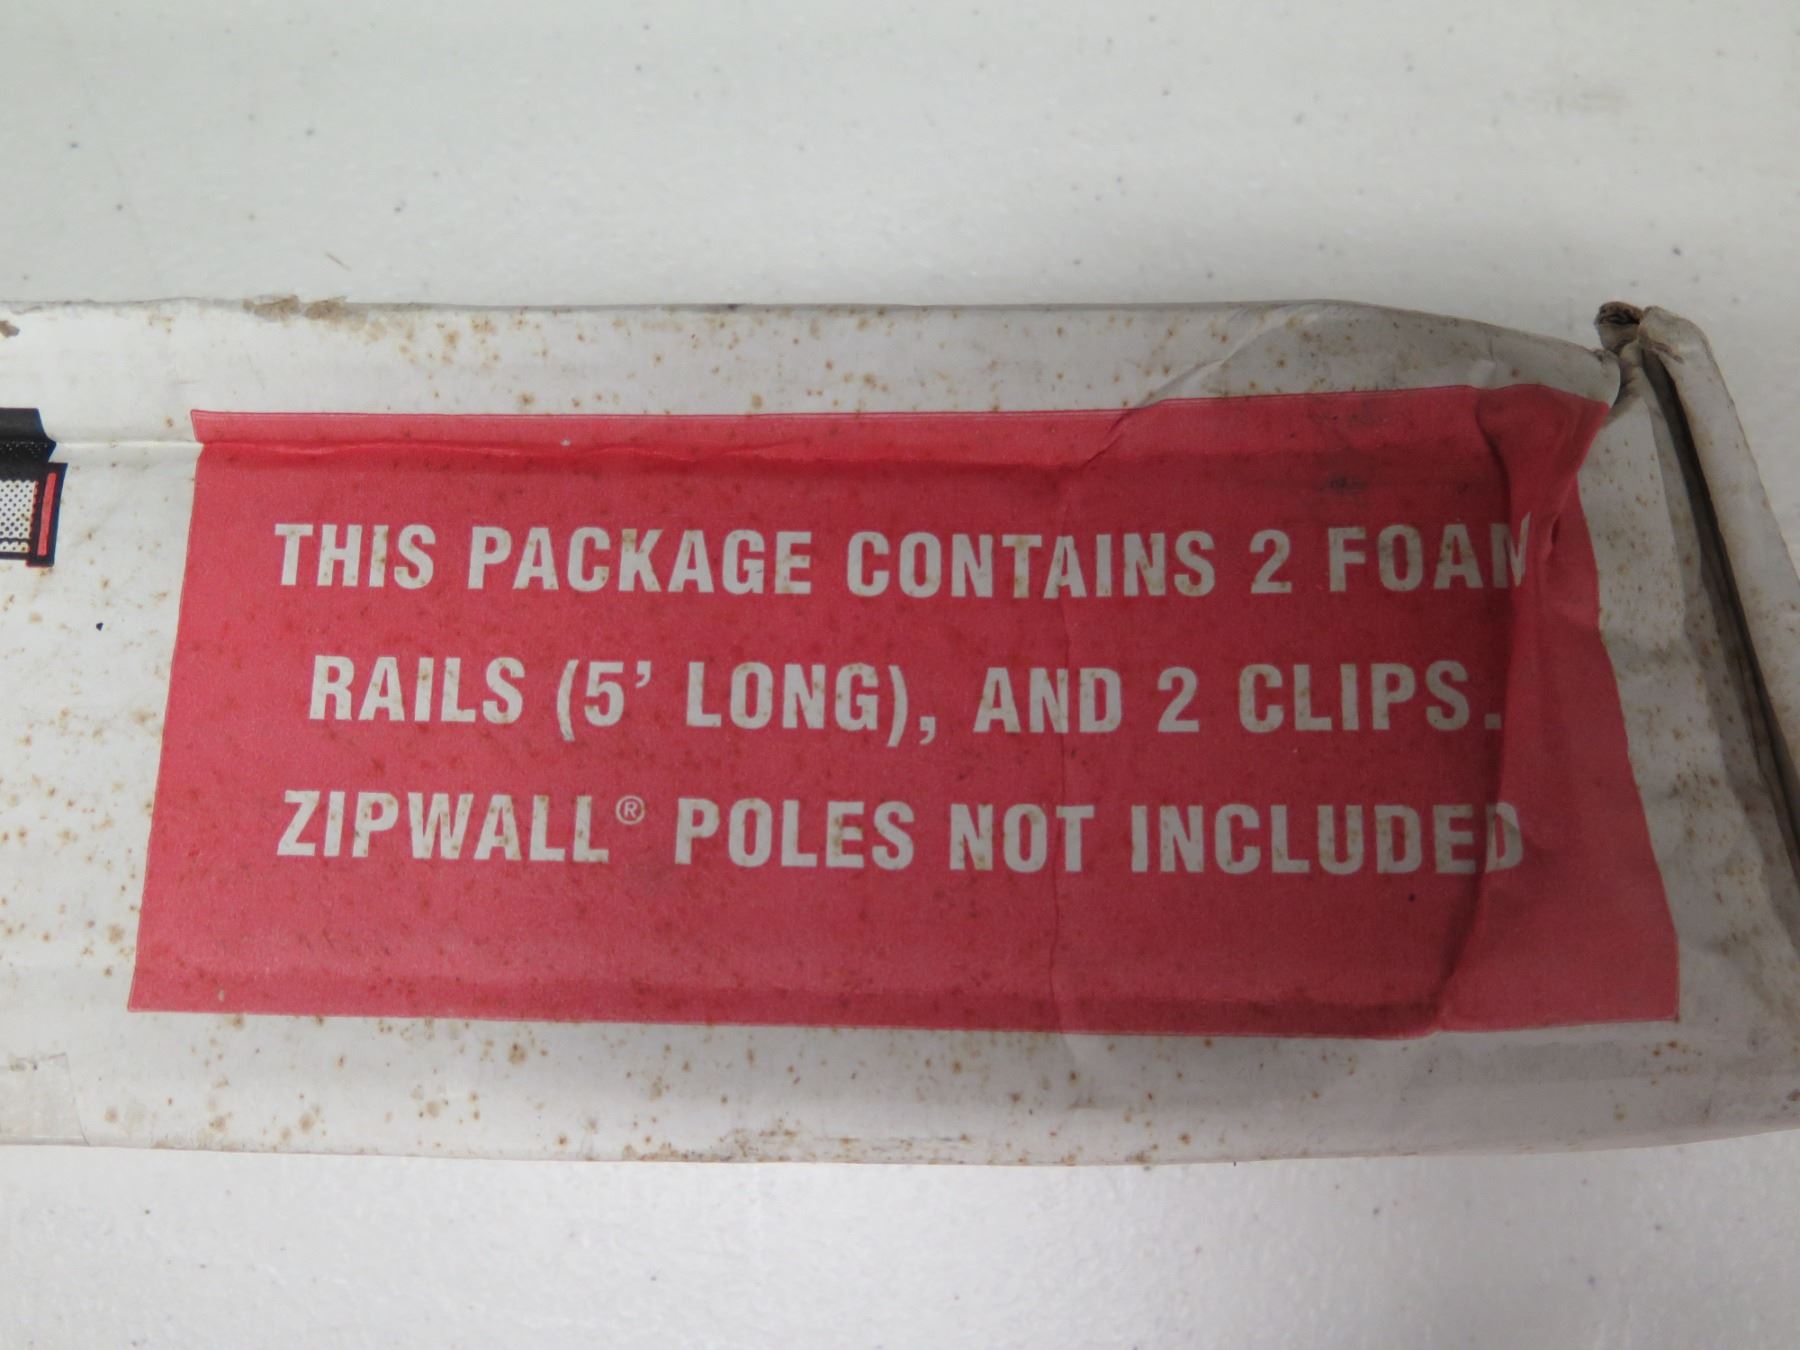 THIS PACKAGE CONTAINS 2 FOAM
RAILS (5' LONG), AND 2 CLIPS.
ZIPWALL® POLES NOT INCLUDED